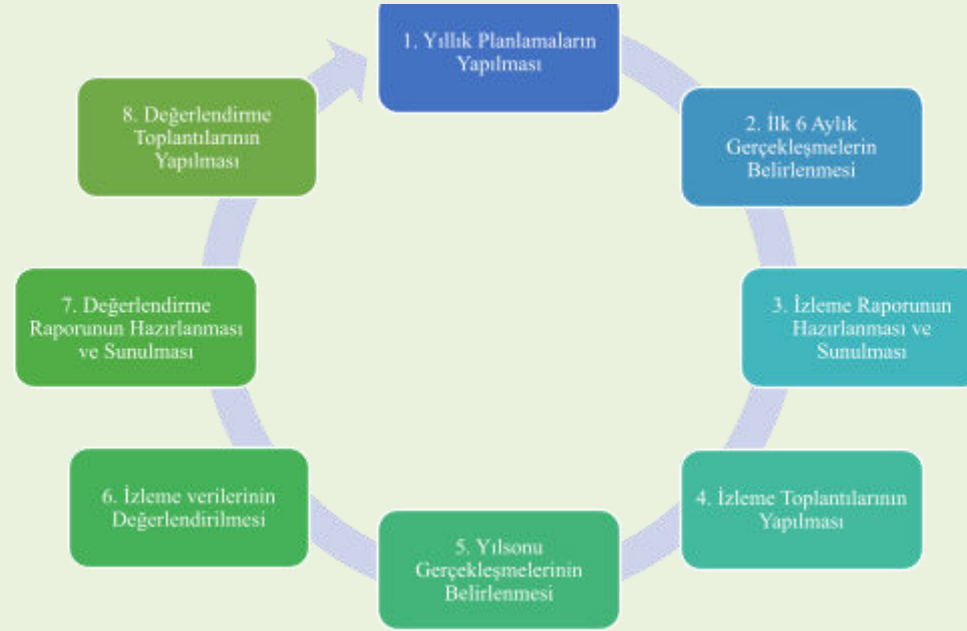 1. Yıllık Planlamaların
Yapılması
2. İlk 6 Aylık
Gerçekleşmelerin
Belirlenmesi
3. İzleme Raporunun
Hazırlanması ve
Sunulması
4. İzleme Toplantılarının
Yapılması
5. Yılsonu
Gerçekleşmelerinin
Belirlenmesi
6. İzleme verilerinin
Değerlendirilmesi
7. Değerlendirme
Raporunun Hazırlanması
ve Sunulması
8. Değerlendirme
Toplantılarının
Yapılması